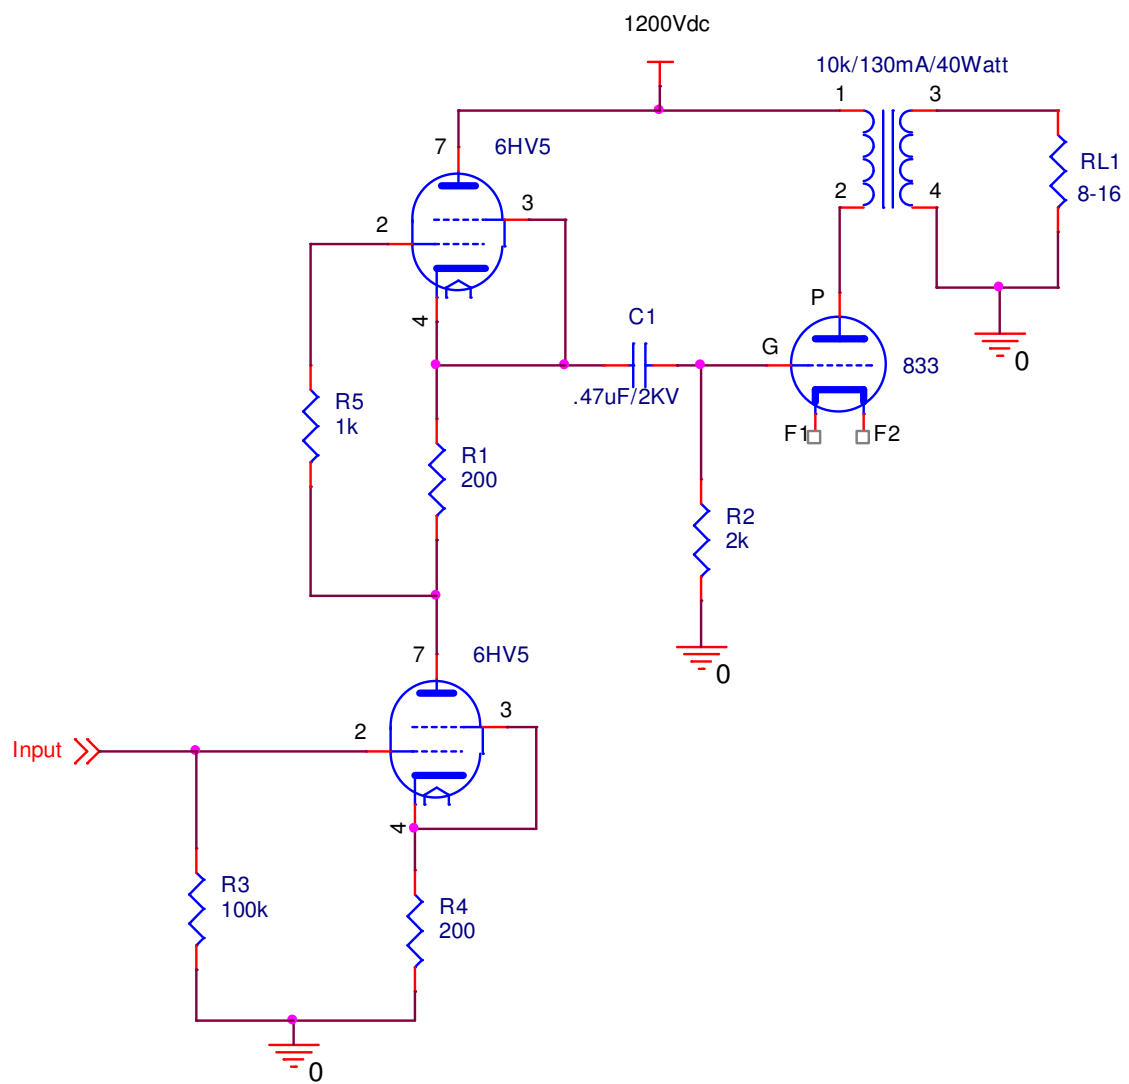 1200Vdc
10k/130mA/40Watt
1
3
7
6HV5
RL1
8-16
2
4
3
2
P
4
C1
G
833
.47uF/2KV
F1
F2
R5
1k
R1
200
R2
2k
7
6HV5
0
0
3
2
Input
4
R3
100k
R4
200
0